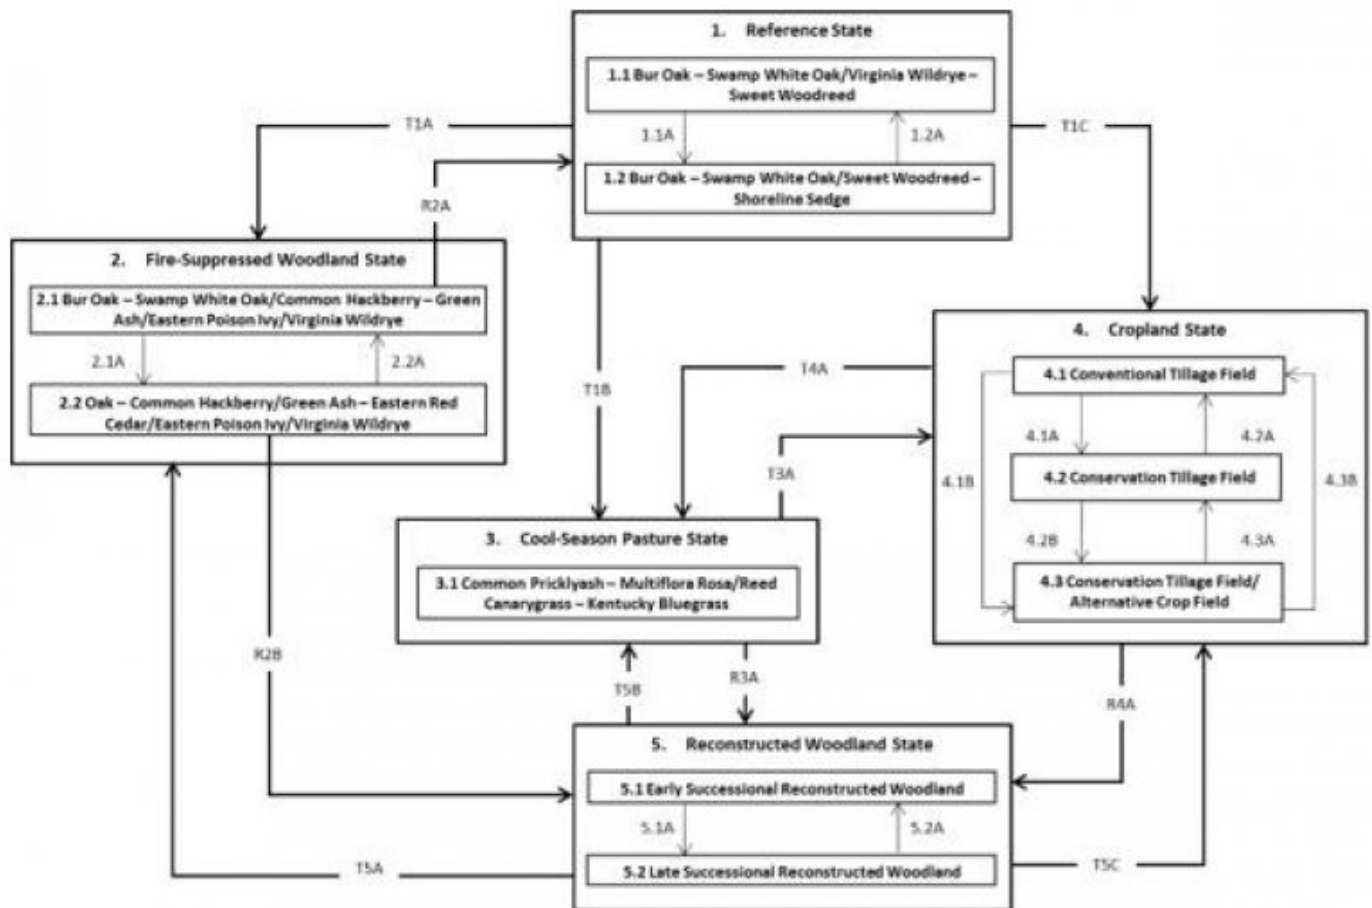 1. Reference State
1.1 Bur Oak – Swamp White Oak/Virginia Wildrye –
Sweet Woodreed
1.1A
1.2A
1.2 Bur Oak – Swamp White Oak/Sweet Woodreed –
Shoreline Sedge
T1A
T1C
R2A
2. Fire-Suppressed Woodland State
2.1 Bur Oak – Swamp White Oak/Common Hackberry – Green
Ash/Eastern Poison Ivy/Virginia Wildrye
2.1A
2.2A
2.2 Oak – Common Hackberry/Green Ash – Eastern Red
Cedar/Eastern Poison Ivy/Virginia Wildrye
T1B
T4A
T3A
4. Cropland State
4.1 Conventional Tillage Field
4.1A
4.2A
4.2 Conservation Tillage Field
4.1B
4.3B
4.2B
4.3A
4.3 Conservation Tillage Field/
Alternative Crop Field
3. Cool-Season Pasture State
3.1 Common Pricklyash – Multiflora Rosa/Reed
Canarygrass – Kentucky Bluegrass
R2B
T5B
R3A
R4A
5. Reconstructed Woodland State
5.1 Early Successional Reconstructed Woodland
5.1A
5.2A
5.2 Late Successional Reconstructed Woodland
T5A
T5C